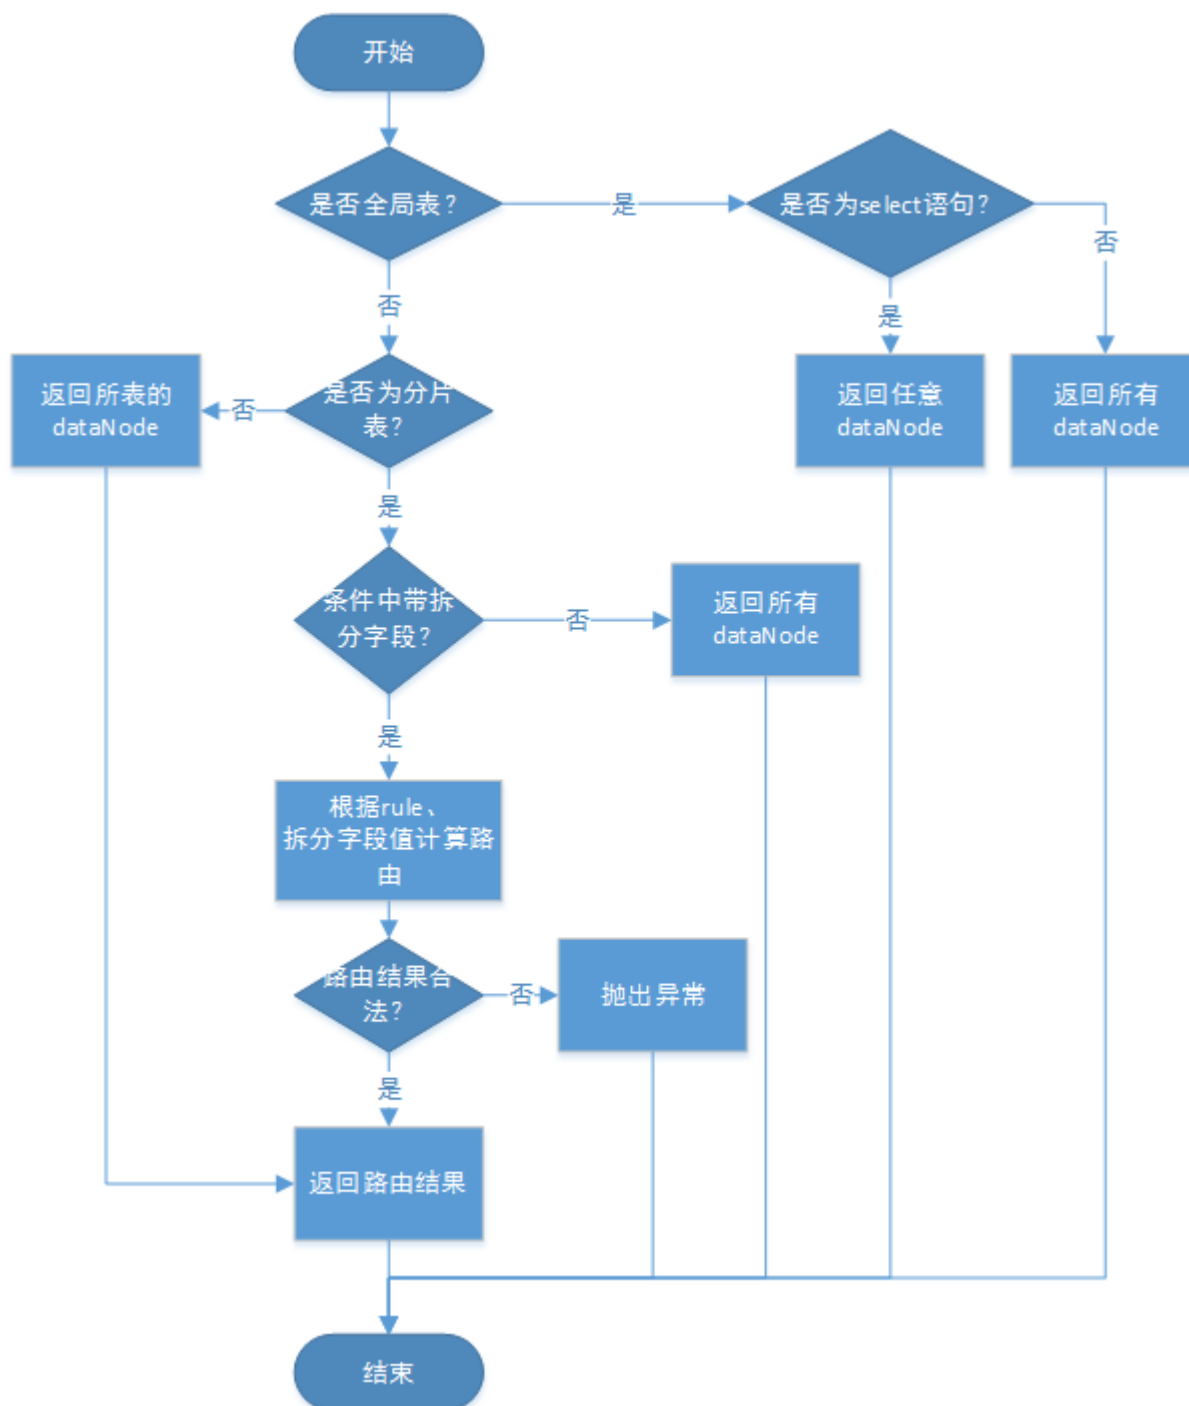 开始
是否全局表？
是
是否为select语句？
否
否
是
返回所表的
dataNode
否
是否为分片
表？
返回任意
dataNode
返回所有
dataNode
是
条件中带拆
分字段？
否
返回所有
dataNode
是
根据rule、
拆分字段值计算路
由
路由结果合
法？
否
抛出异常
是
返回路由结果
结束